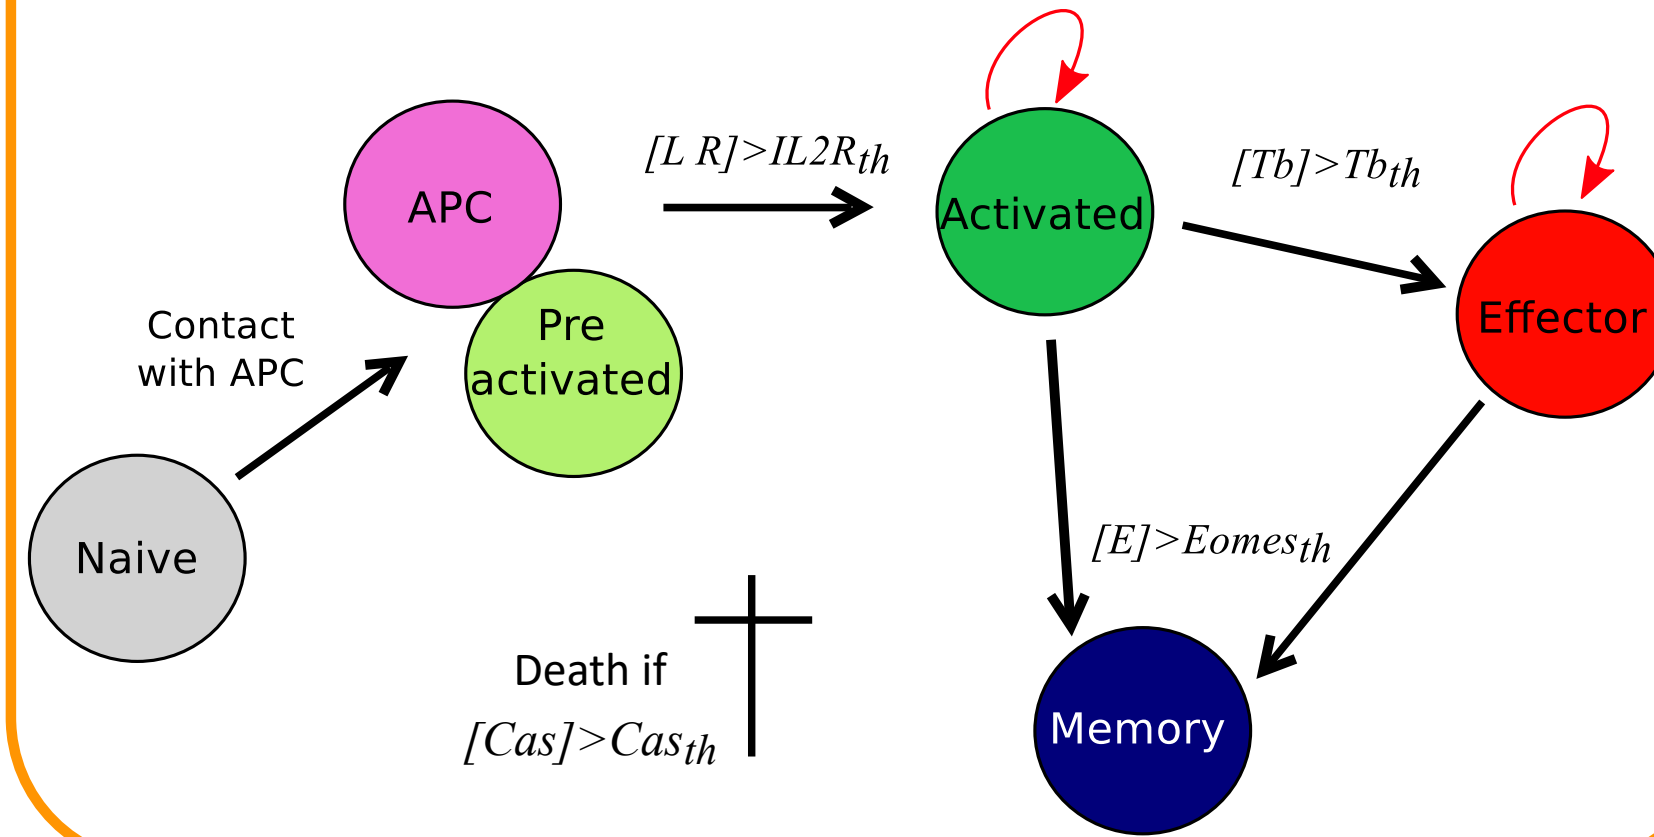 APC
[L R]>IL2Rth
Activated
[Tb]>Tbth
Effector
Contact
with APC
Pre
activated
Naive
[E]>Eomesth
Death if
[Cas]>Casth
Memory